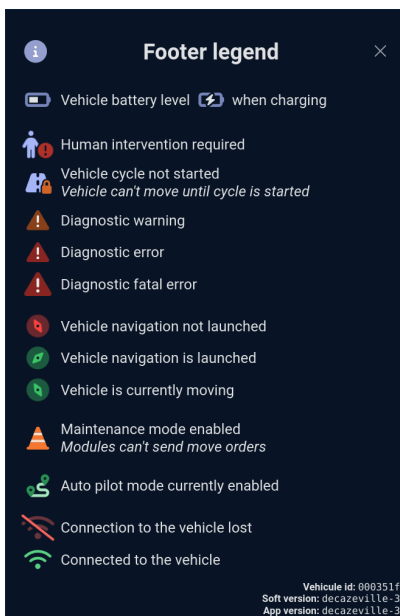 Footer legend
Vehicle battery level when charging
Human intervention required
Vehicle cycle not started
Vehicle can't move until cycle is started
Diagnostic warning
Diagnostic error
Diagnostic fatal error
Vehicle navigation not launched
Vehicle navigation is launched
Vehicle is currently moving
Maintenance mode enabled
Modules can't send move orders
Auto pilot mode currently enabled
Connection to the vehicle lost
Connected to the vehicle
Vehicule id: 000351f
Soft version: decazeville-3
App version: decazeville-3